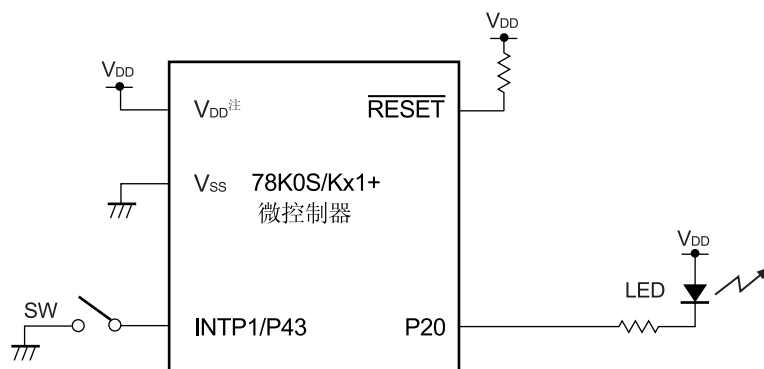 VDD
VDD
VDD注
RESET
VSS
78K0S/Kx1+
微控制器
VDD
LED
SW
INTP1/P43
P20